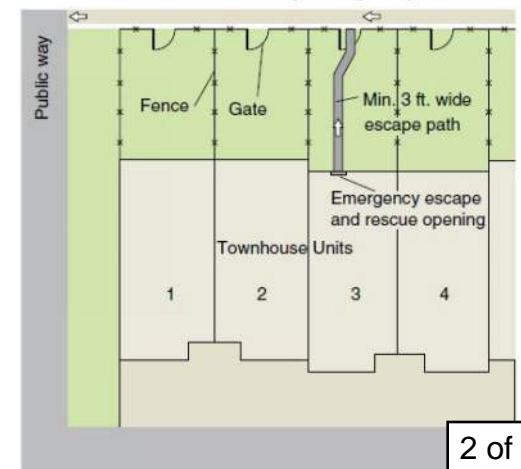 Public way
Fence
Gate
Min. 3 ft. wide
escape path
Emergency escape
and rescue opening
Townhouse Units
1
2
3
4
2 of